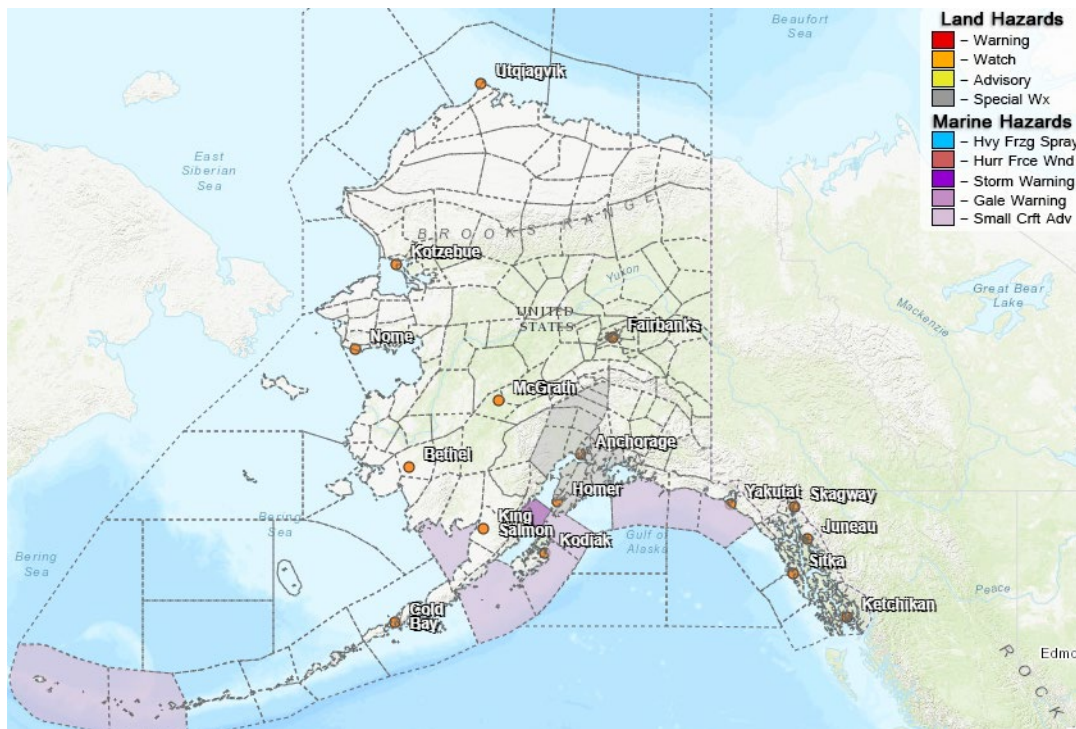 Land Hazards
– Warning
– Watch
– Advisory
– Special Wx
Marine Hazards
– Hvy Frzg Spray
– Hurr Frce Wnd
– Storm Warning
– Gale Warning
– Small Crft Adv
Beaufort
Sea
Utqiagvik
East
Siberian
Sea
BROOKS RANGE
Kotzebue
Yukon
Great Bear
Lake
Mackenzie
UNITED
STATES
Fairbanks
Nome
McGrath
Anchorage
Bethel
Homer
Yakutat
Skagway
King
Salmon
Juneau
Bering
Sea
Kodiak
Gulf of
Alaska
Sitka
Bering
Sea
Peace
Cold
Bay
Ketchikan
Edmo
ROCK